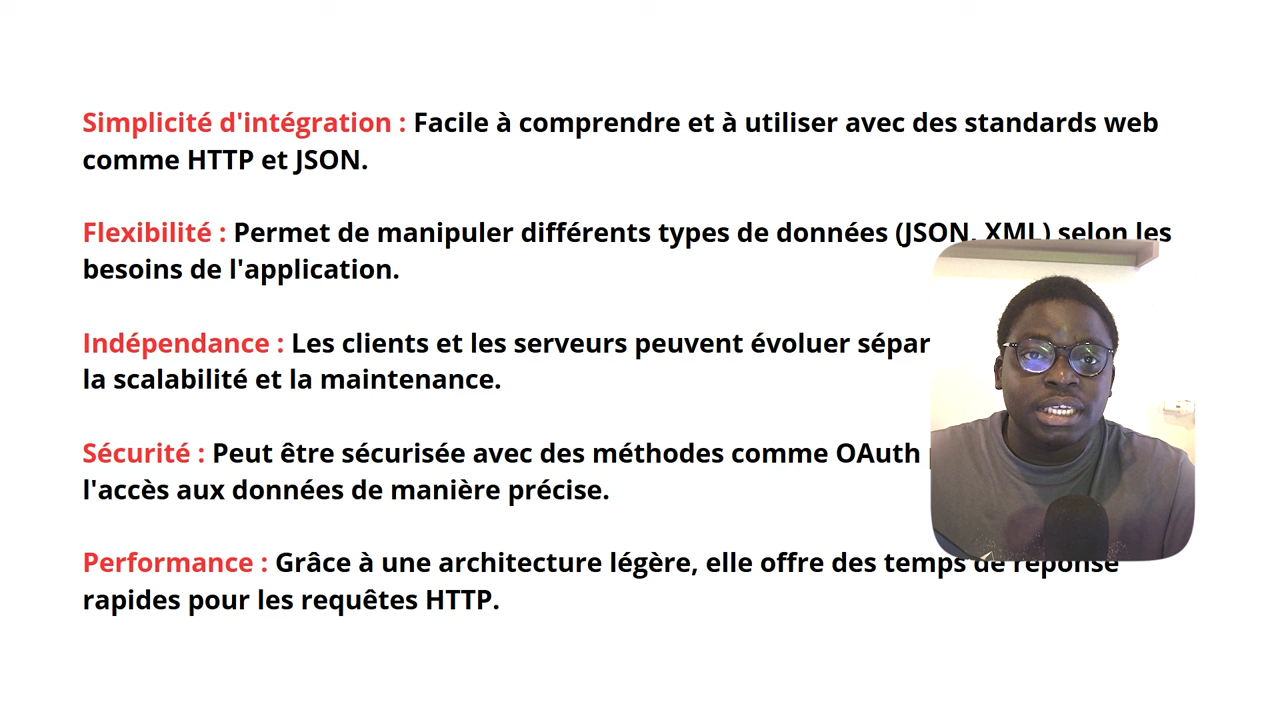 Simplicité d'intégration : Facile à comprendre et à utiliser avec des standards web
comme HTTP et JSON.
Flexibilité : Permet de manipuler différents types de données (JSON, XML) selon les
besoins de l'application.
Indépendance : Les clients et les serveurs peuvent évoluer
la scalabilité et la maintenance.
Sécurité : Peut être sécurisée avec des méthodes comme OAuth
l'accès aux données de manière précise.
Performance : Grâce à une architecture légère, elle offre des temps de réponse
rapides pour les requêtes HTTP.